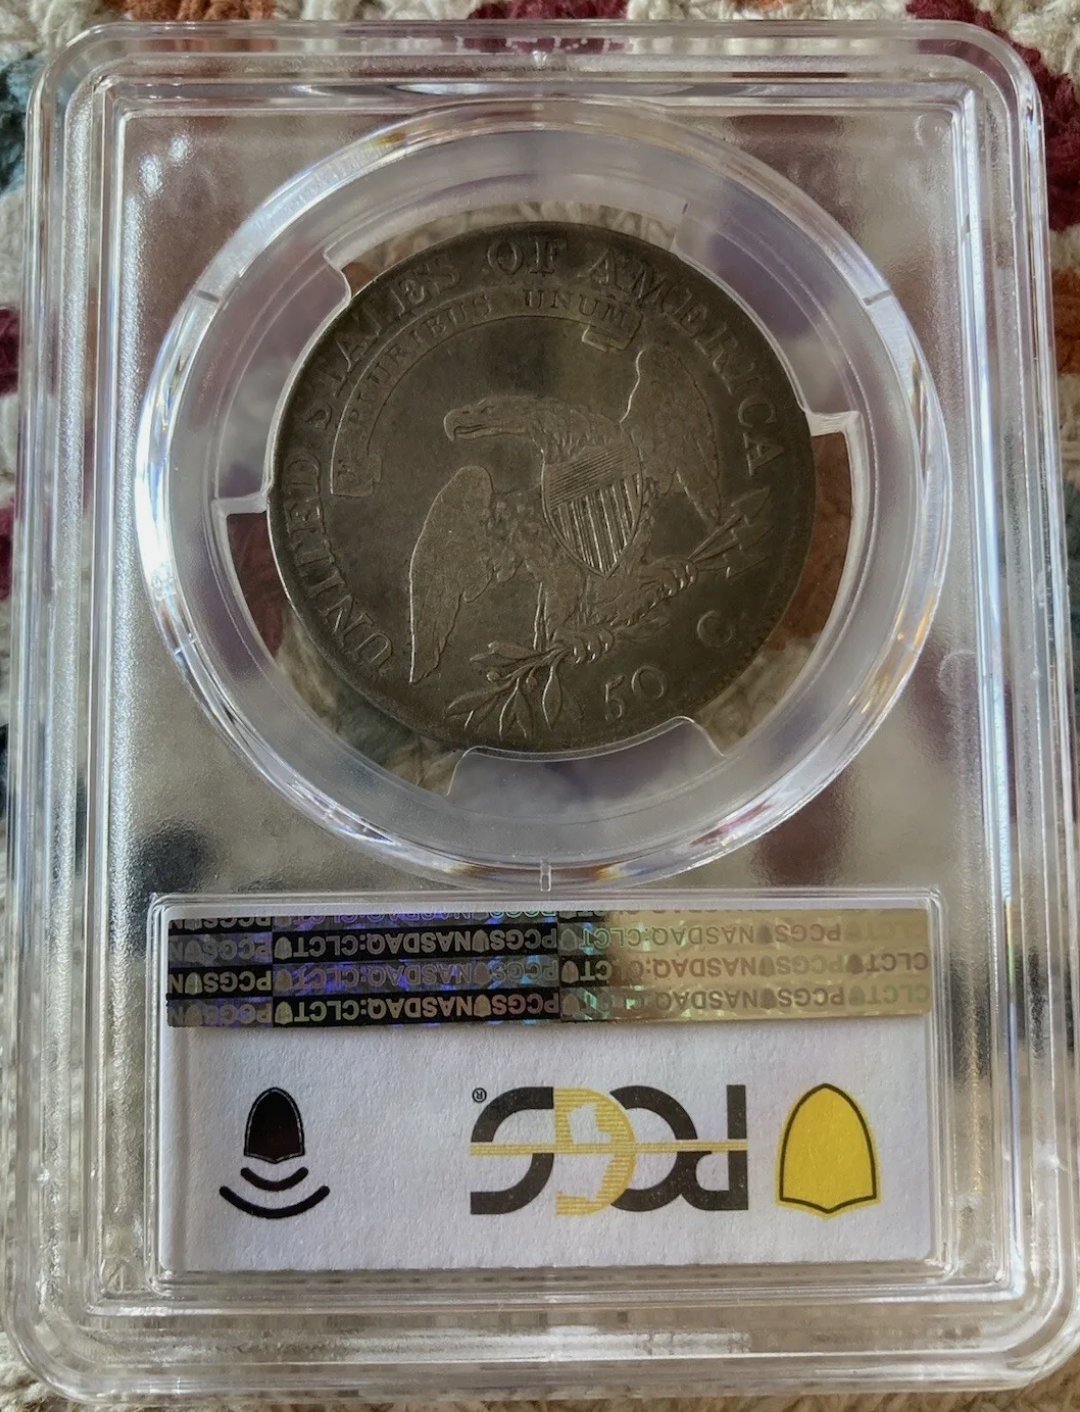 UNITED STATES OF AMERICA
E PLURIBUS UNUM
50 C.
PCGS NASDAQ:CLCT PCGS NASDAQ:CLCT
PCGS NASDAQ:CLCT PCGS NASDAQ:CLCT
PCGS NASDAQ:CLCT PCGS NASDAQ:CLCT
PCGS®